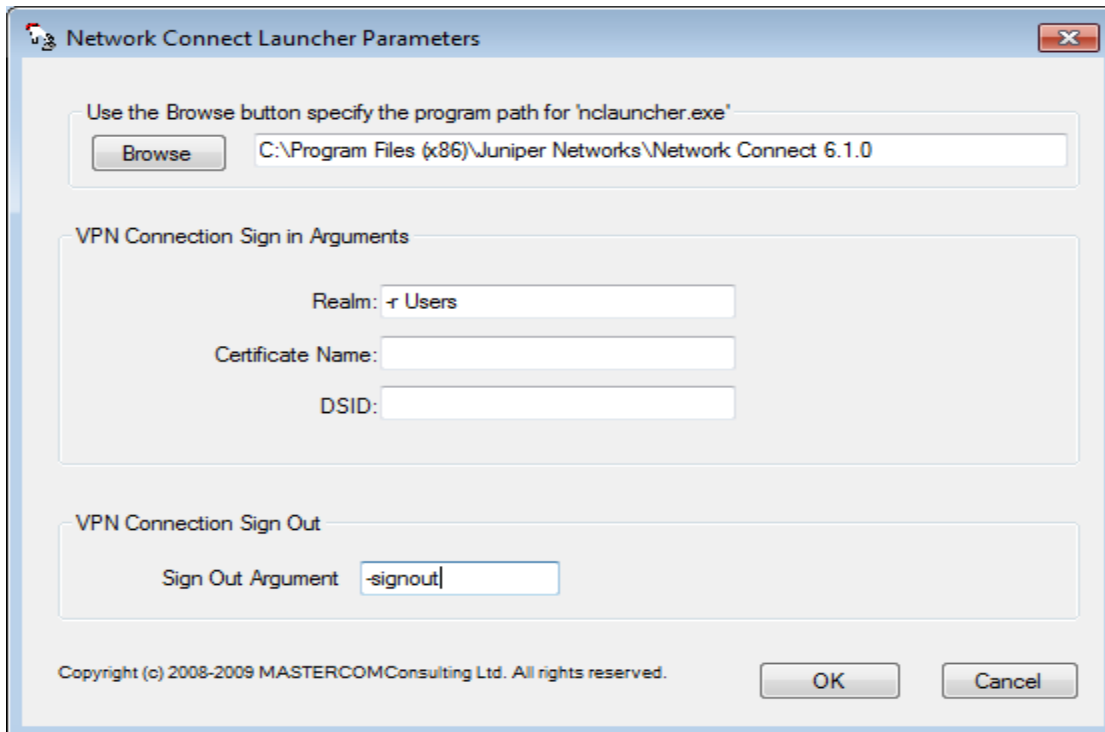 Network Connect Launcher Parameters
Use the Browse button specify the program path for 'nclauncher.exe'
Browse C:\Program Files (x86)\Juniper Networks\Network Connect 6.1.0
VPN Connection Sign in Arguments
Realm: -r Users
Certificate Name:
DSID:
VPN Connection Sign Out
Sign Out Argument -signout
Copyright (c) 2008-2009 MASTERCOMConsulting Ltd. All rights reserved. OK Cancel